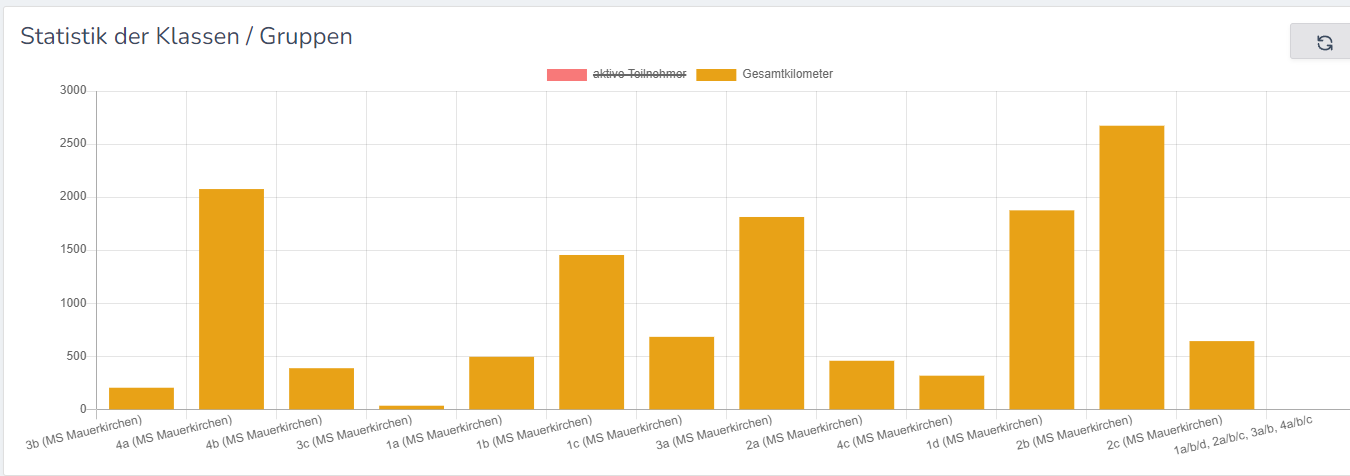 Statistik der Klassen / Gruppen
aktive Teilnehmer Gesamtkilometer
3000
2500
2000
1500
1000
500
0
3b (MS Mauerkirchen)
4a (MS Mauerkirchen)
4b (MS Mauerkirchen)
3c (MS Mauerkirchen)
1a (MS Mauerkirchen)
1b (MS Mauerkirchen)
1c (MS Mauerkirchen)
3a (MS Mauerkirchen)
2a (MS Mauerkirchen)
4c (MS Mauerkirchen)
1d (MS Mauerkirchen)
2b (MS Mauerkirchen)
2c (MS Mauerkirchen)
1a/b/d, 2a/b/c, 3a/b, 4a/b/c